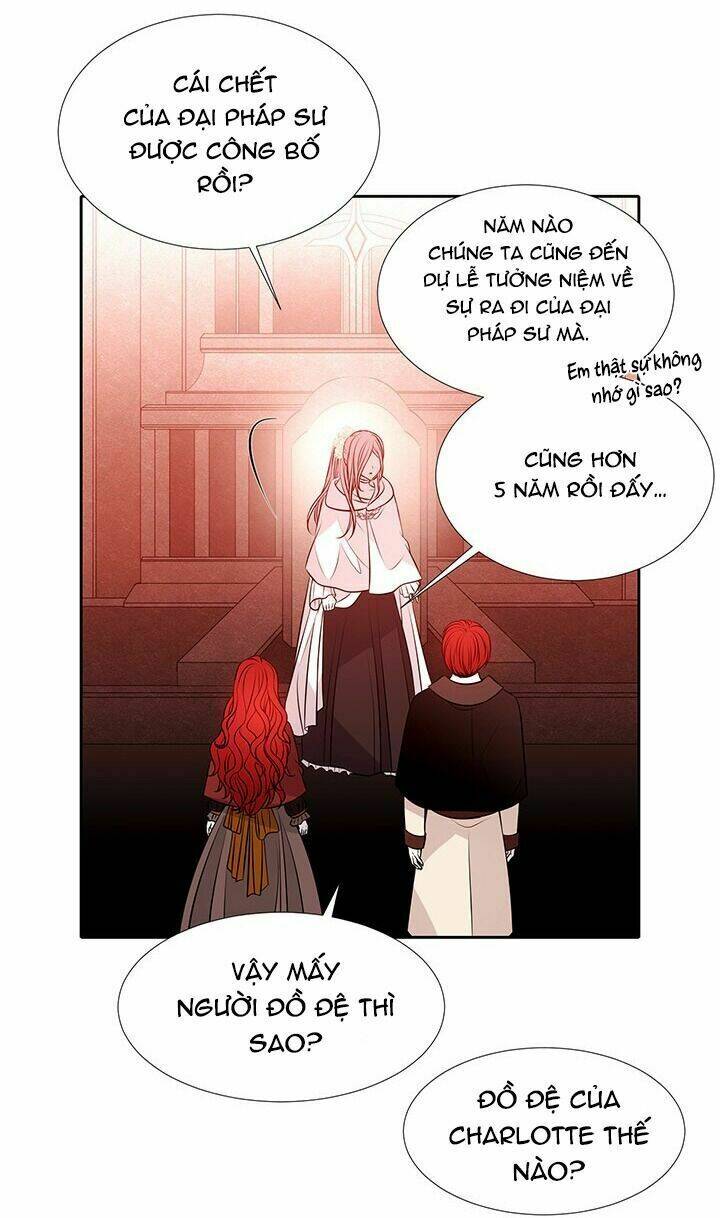 CÁI CHẾT
CỦA ĐẠI PHÁP SƯ
ĐƯỢC CÔNG BỐ
RỒI?
NĂM NÀO
CHÚNG TA CŨNG ĐẾN
DỰ LỄ TƯỞNG NIỆM VỀ
SỰ RA ĐI CỦA ĐẠI
PHÁP SƯ MÀ.
Em thật sự không
nhớ gì sao?
CŨNG HƠN
5 NĂM RỒI ĐẤY...
VẬY MẤY
NGƯỜI ĐỒ ĐỆ THÌ
SAO?
ĐỒ ĐỆ CỦA
CHARLOTTE THẾ
NÀO?